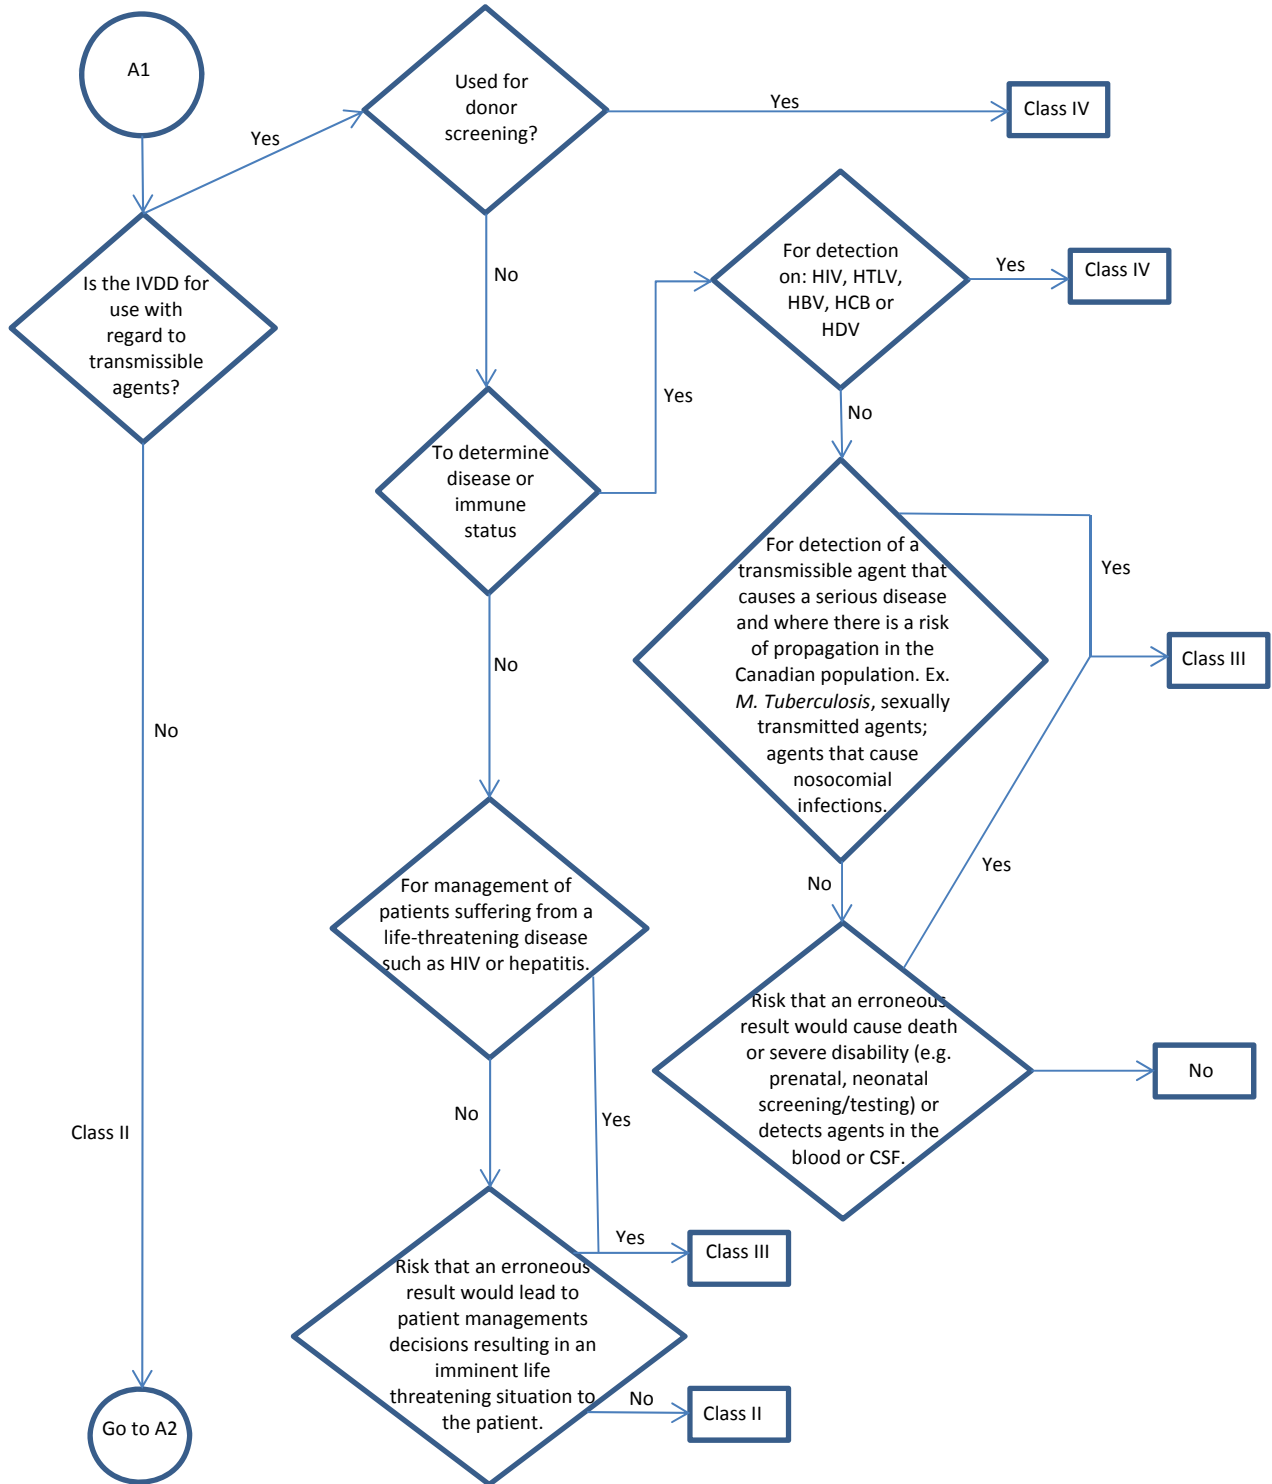 A1
Yes
Used for
donor
screening?
Yes
Class IV
Is the IVDD for
use with
regard to
transmissible
agents?
No
For detection
on: HIV, HTLV,
HBV, HCB or
HDV
Yes
Class IV
To determine
disease or
immune
status
Yes
No
For detection of a
transmissible agent that
causes a serious disease
and where there is a risk
of propagation in the
Canadian population. Ex.
M. Tuberculosis, sexually
transmitted agents;
agents that cause
nosocomial
infections.
Yes
Class III
No
No
For management of
patients suffering from a
life-threatening disease
such as HIV or hepatitis.
No
Yes
Risk that an erroneous
result would cause death
or severe disability (e.g.
prenatal, neonatal
screening/testing) or
detects agents in the
blood or CSF.
No
Class II
No
Yes
Yes
Class III
Risk that an erroneous
result would lead to
patient managements
decisions resulting in an
imminent life
threatening situation to
the patient.
No
Class II
Go to A2